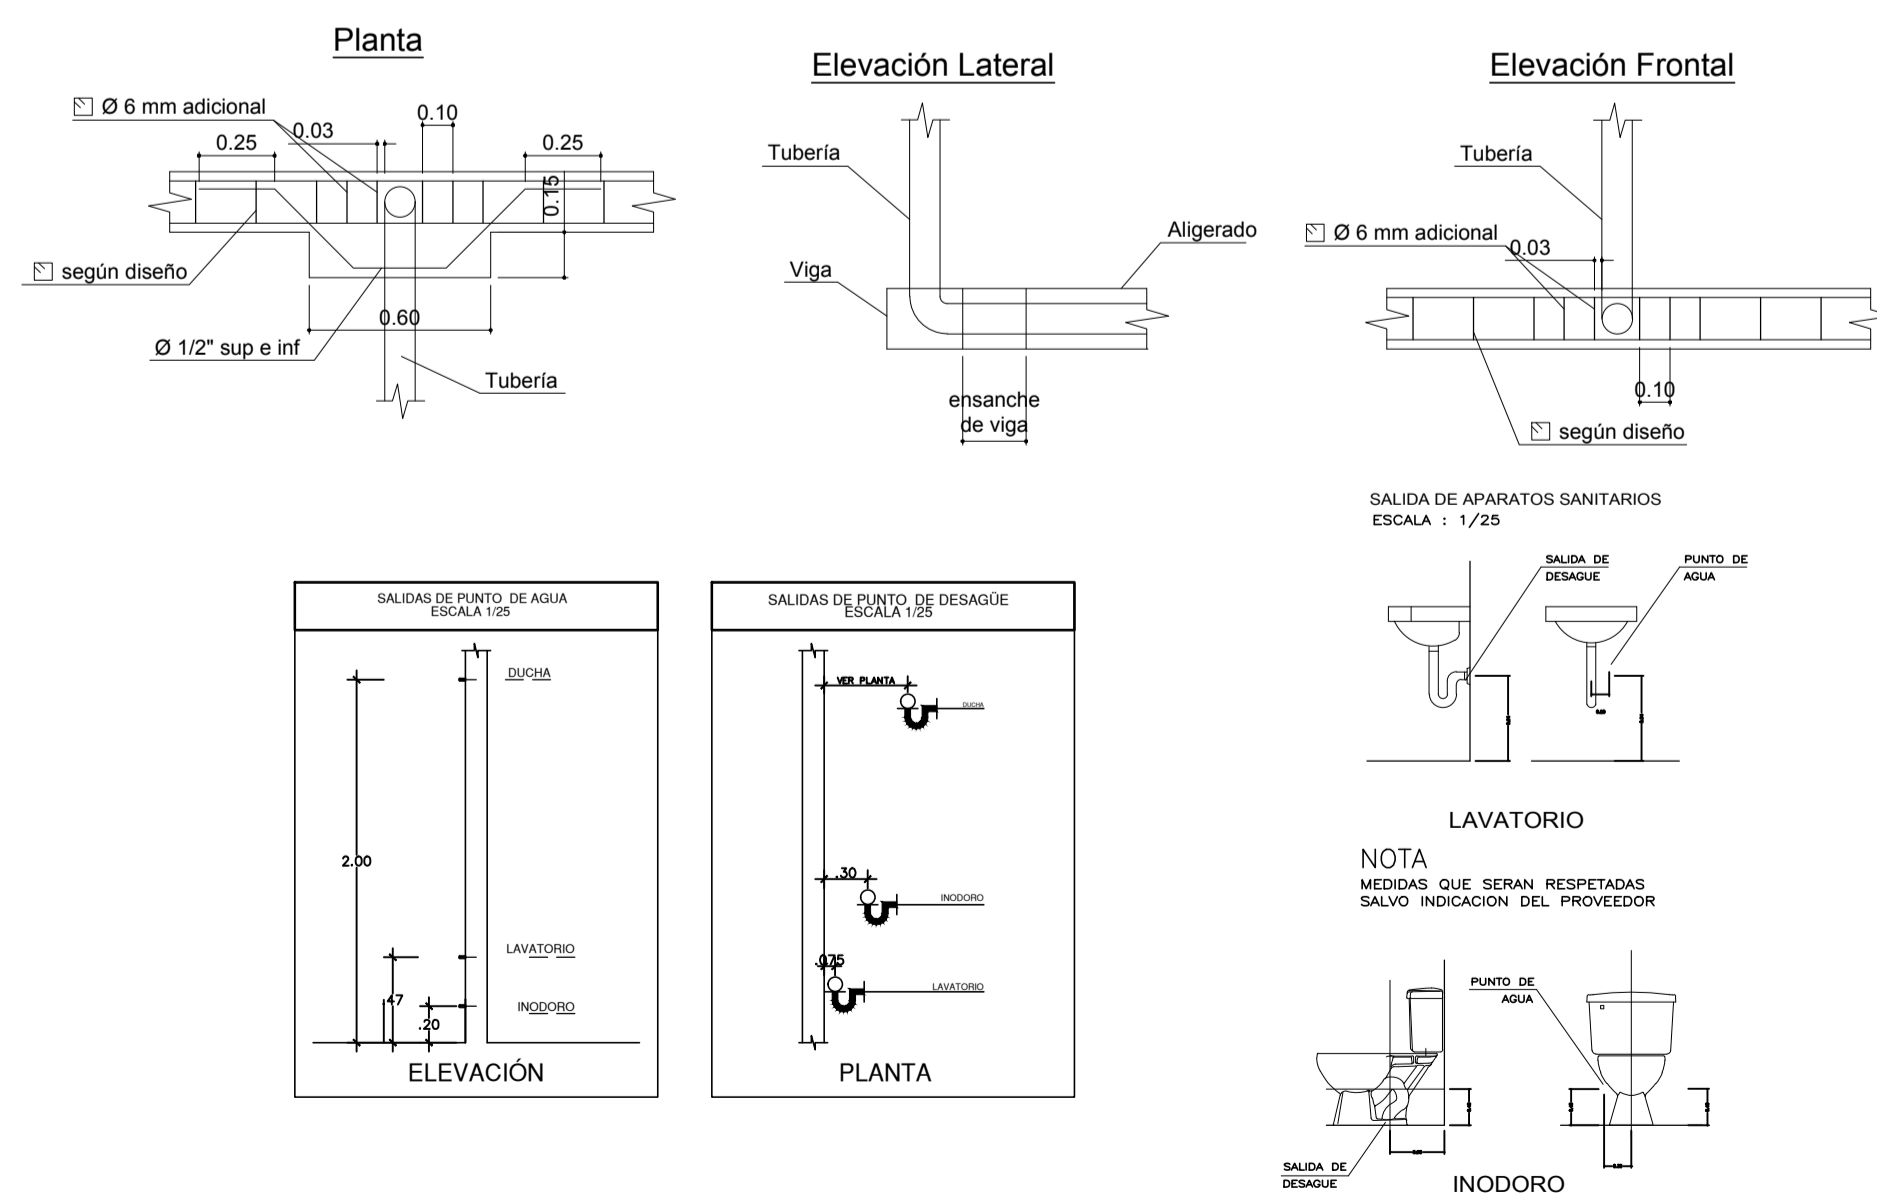 Planta
Ø 6 mm adicional
0.10
0.03
0.25
0.25
0.15
según diseño
0.60
Ø 1/2" sup e inf
Tubería
Elevación Lateral
Tubería
Aligerado
Viga
ensanche
de viga
Elevación Frontal
Tubería
Ø 6 mm adicional
0.03
0.10
según diseño
SALIDAS DE PUNTO DE AGUA
ESCALA 1/25
DUCHA
2.00
LAVATORIO
.47
INODORO
.20
ELEVACIÓN
SALIDAS DE PUNTO DE DESAGÜE
ESCALA 1/25
VER PLANTA
DUCHA
.30
INODORO
.075
LAVATORIO
PLANTA
SALIDA DE APARATOS SANITARIOS
ESCALA : 1/25
SALIDA DE
DESAGUE
PUNTO DE
AGUA
LAVATORIO
NOTA
MEDIDAS QUE SERAN RESPETADAS
SALVO INDICACION DEL PROVEEDOR
PUNTO DE
AGUA
SALIDA DE
DESAGUE
INODORO